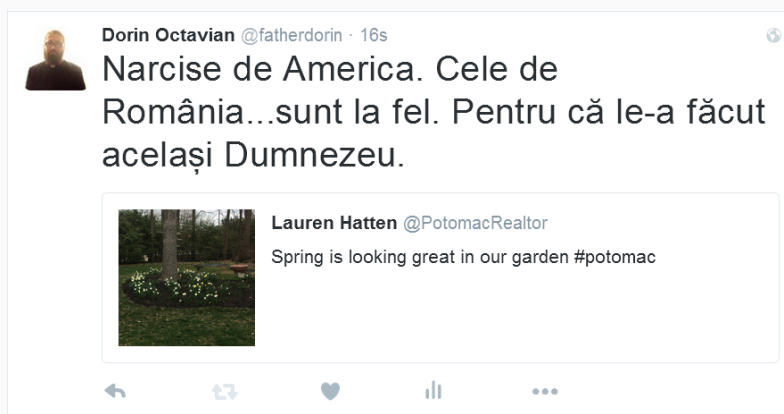 Dorin Octavian @fatherdorin · 16s
Narcise de America. Cele de
România...sunt la fel. Pentru că le-a făcut
același Dumnezeu.
Lauren Hatten @PotomacRealtor
Spring is looking great in our garden #potomac